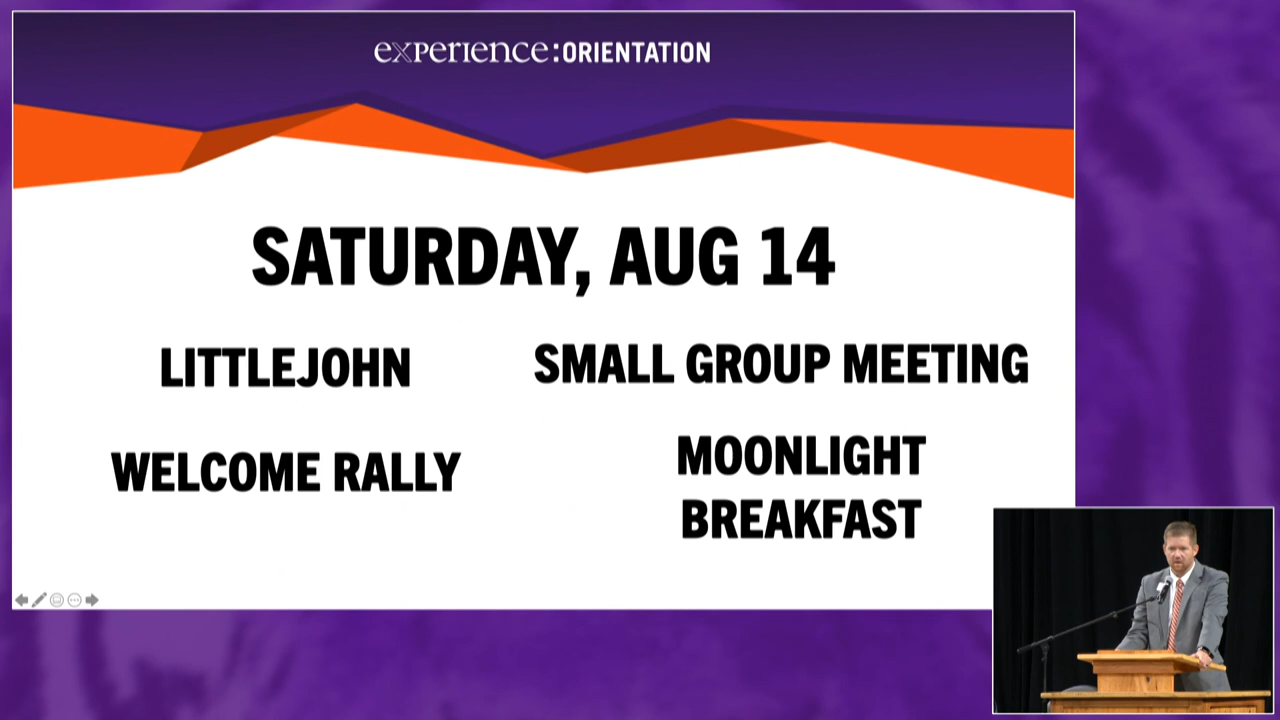 experience:ORIENTATION
SATURDAY, AUG 14
LITTLEJOHN
SMALL GROUP MEETING
WELCOME RALLY
MOONLIGHT
BREAKFAST